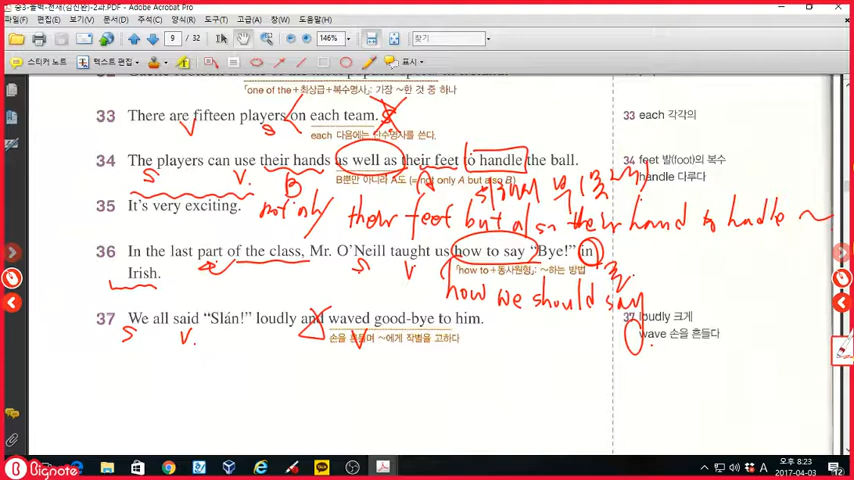 중3-블럭-천재(김진완)-2과.PDF - Adobe Acrobat Pro
파일(F) 편집(E) 보기(V) 문서(D) 주석(C) 양식(R) 도구(T) 고급(A) 창(W) 도움말(H)
9 / 32 146% 찾기
스티커 노트 텍스트 편집 표시
「one of the+최상급+복수명사」: 가장 ~한 것 중 하나
33 There are fifteen players on each team. 33 each 각각의
each 다음에는 단수명사를 쓴다.
V S
34 The players can use their hands as well as their feet to handle the ball. 34 feet 발(foot)의 복수
B뿐만 아니라 A도 (= not only A but also B) handle 다루다
S V. B A
35 It's very exciting.
not only their feet but also their hand to handle ~
36 In the last part of the class, Mr. O'Neill taught us how to say "Bye!" in
S V 「how to+동사원형」: ~하는 방법
Irish.
how we should say
37 We all said "Slán!" loudly and waved good-bye to him. 37 loudly 크게
S V. 손을 흔들며 ~에게 작별을 고하다 V wave 손을 흔들다
Bignote
A 오후 8:23
2017-04-03